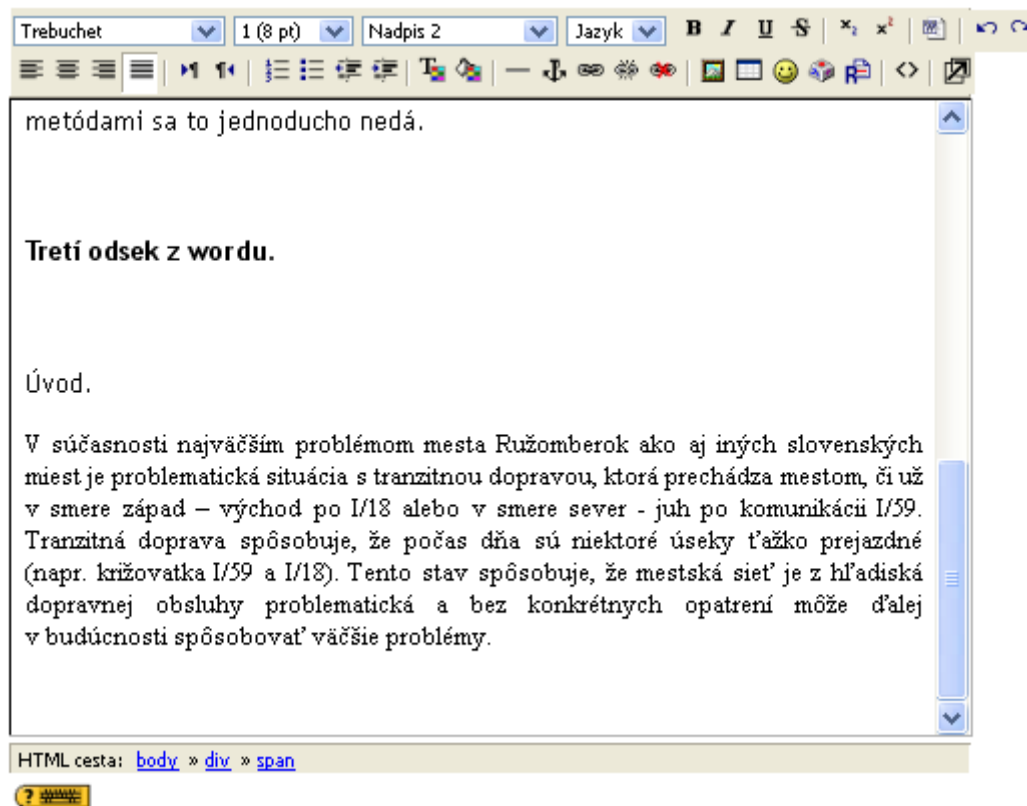 Trebuchet 1 (8 pt) Nadpis 2 Jazyk B I U S x₂ x²
metódami sa to jednoducho nedá.
Tretí odsek z wordu.
Úvod.
V súčasnosti najväčším problémom mesta Ružomberok ako aj iných slovenských
miest je problematická situácia s tranzitnou dopravou, ktorá prechádza mestom, či už
v smere západ – východ po I/18 alebo v smere sever - juh po komunikácii I/59.
Tranzitná doprava spôsobuje, že počas dňa sú niektoré úseky ťažko prejazdné
(napr. križovatka I/59 a I/18). Tento stav spôsobuje, že mestská sieť je z hľadiská
dopravnej obsluhy problematická a bez konkrétnych opatrení môže ďalej
v budúcnosti spôsobovať väčšie problémy.
HTML cesta: body » div » span